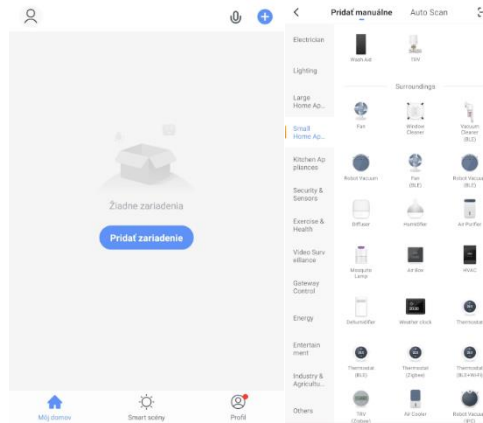 Žiadne zariadenia
Pridať zariadenie
Môj domov
Smart scény
Profil
Pridať manuálne
Auto Scan
Electrician
Lighting
Large
Home Ap...
Small
Home Ap...
Kitchen Ap
pliances
Security &
Sensors
Exercise &
Health
Video Surv
eillance
Gateway
Control
Energy
Entertain
ment
Industry &
Agricultu...
Others
Wash Aid
TRV
Surroundings
Fan
Window
Cleaner
Vacuum
Cleaner
(BLE)
Robot Vacuum
Fan
(BLE)
Robot Vacuu
Diffuser
Humidifier
Air Purifier
Mosquito
Lamp
Air Box
HVAC
Dehumidifier
Weather clock
Thermostat
Thermostat
(BLE)
Thermostat
(Zigbee)
Thermostat
(BLE+Wi-Fi)
TRV
(Zigbee)
Air Cooler
Robot Vacuu